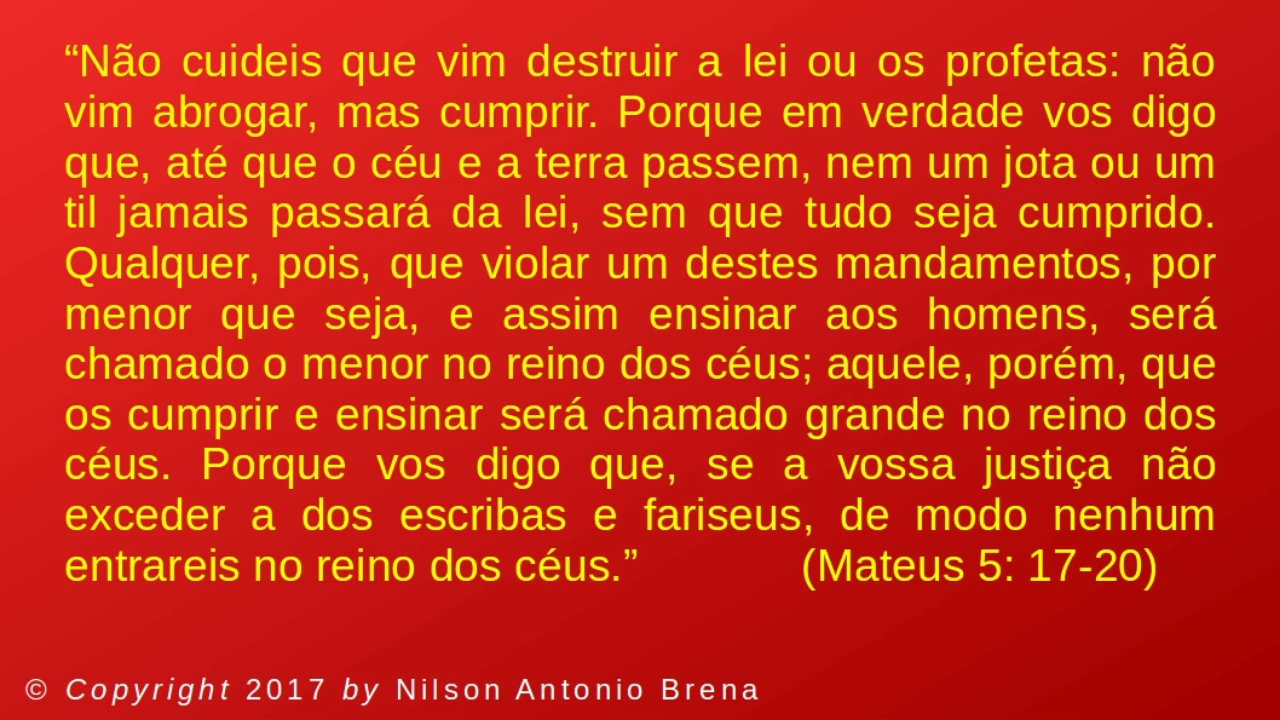 “Não cuideis que vim destruir a lei ou os profetas: não
vim abrogar, mas cumprir. Porque em verdade vos digo
que, até que o céu e a terra passem, nem um jota ou um
til jamais passará da lei, sem que tudo seja cumprido.
Qualquer, pois, que violar um destes mandamentos, por
menor que seja, e assim ensinar aos homens, será
chamado o menor no reino dos céus; aquele, porém, que
os cumprir e ensinar será chamado grande no reino dos
céus. Porque vos digo que, se a vossa justiça não
exceder a dos escribas e fariseus, de modo nenhum
entrareis no reino dos céus.” (Mateus 5: 17-20)
© Copyright 2017 by Nilson Antonio Brena